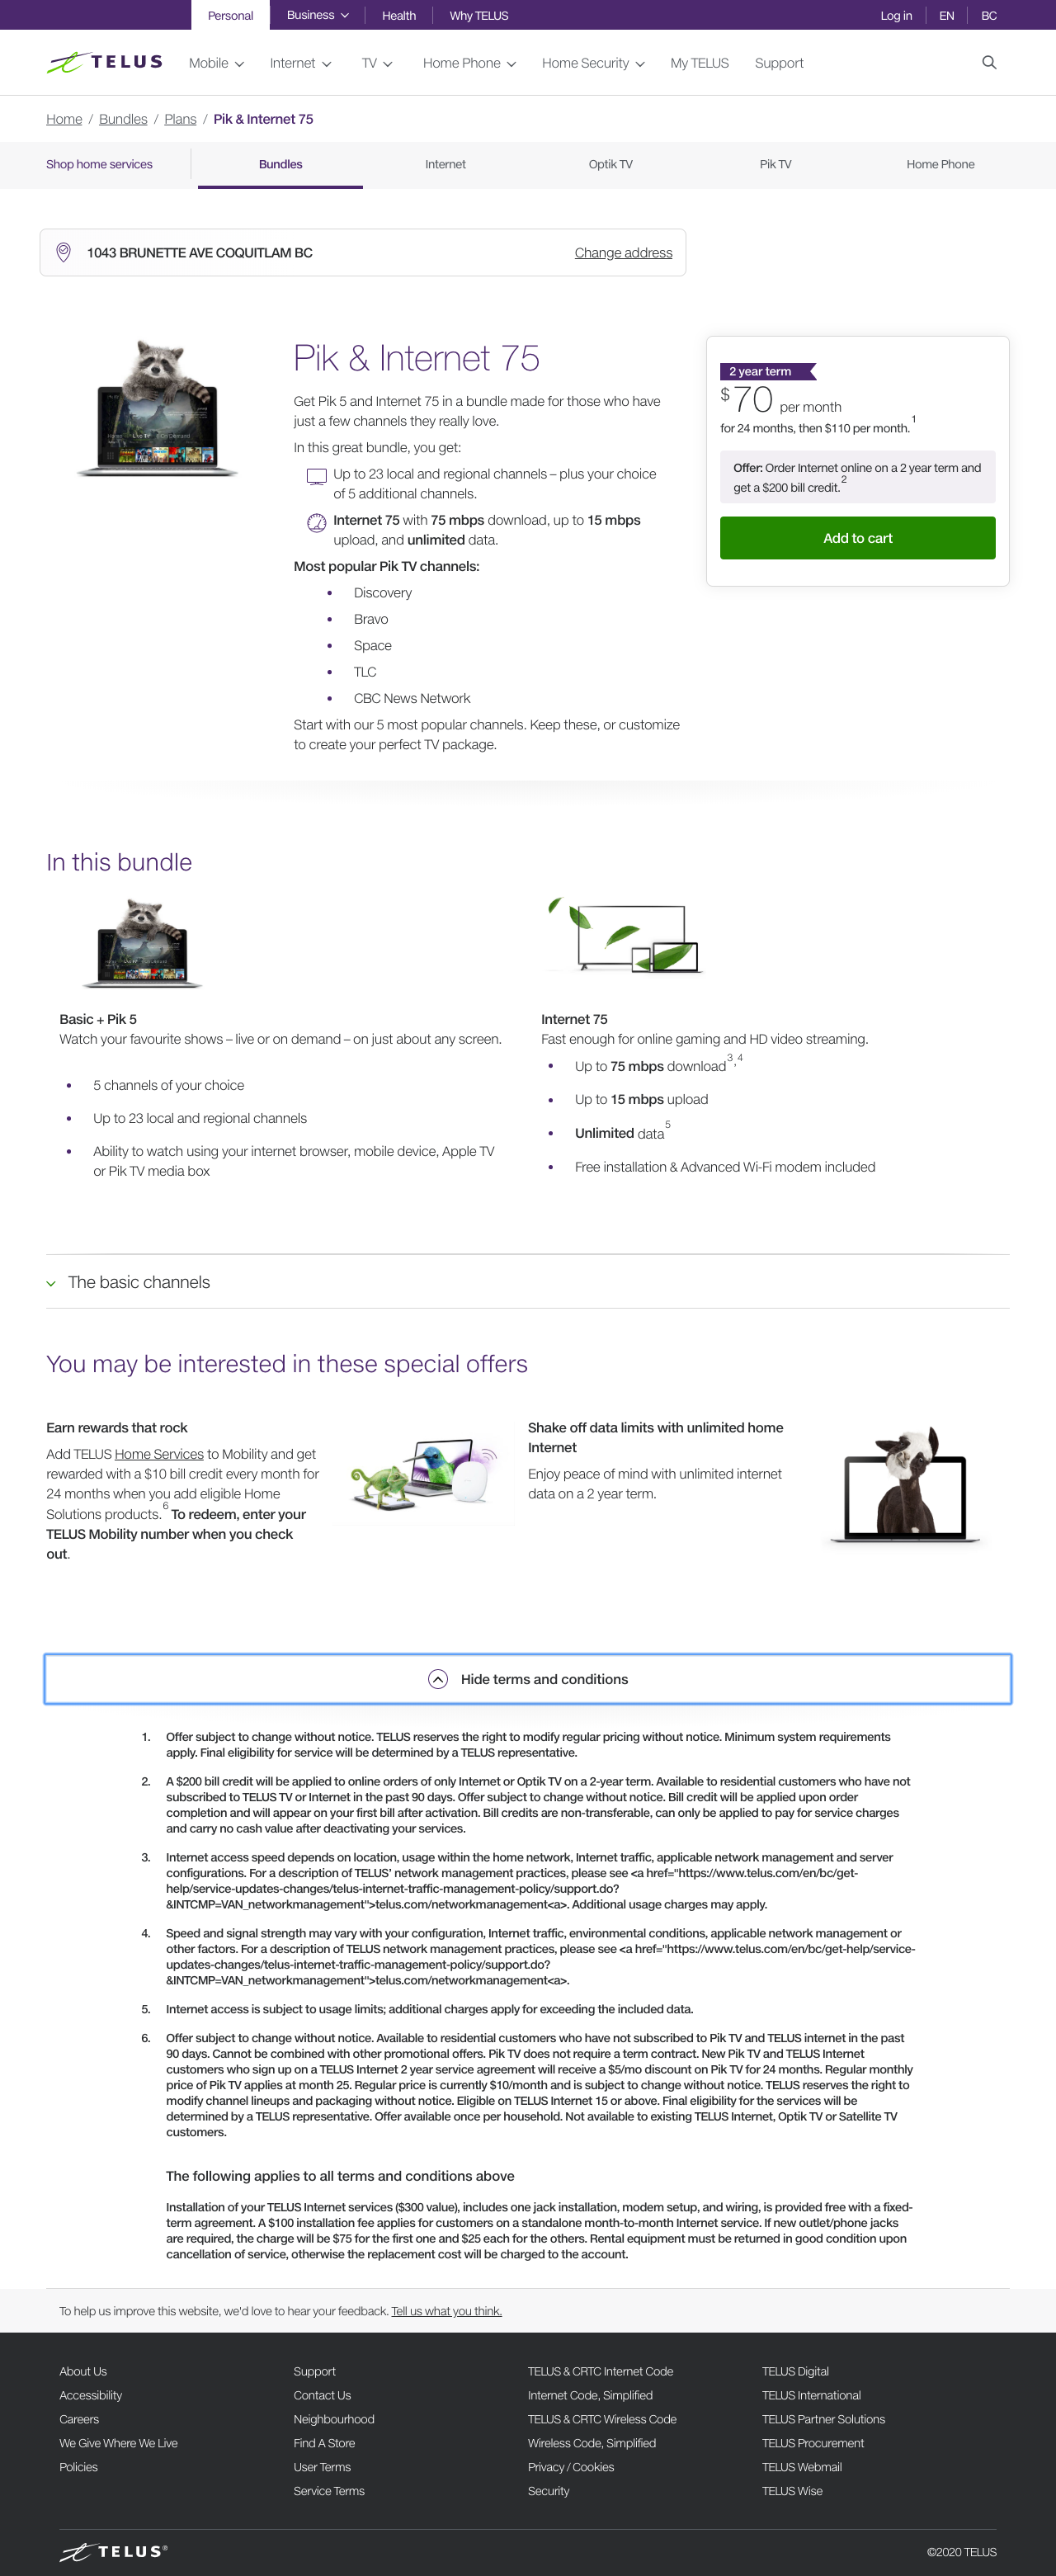 Personal
Business
Health
Why TELUS
Log in
EN
BC
TELUS
Mobile
Internet
TV
Home Phone
Home Security
My TELUS
Support
Home / Bundles / Plans / Pik & Internet 75
Shop home services
Bundles
Internet
Optik TV
Pik TV
Home Phone
1043 BRUNETTE AVE COQUITLAM BC
Change address
Pik & Internet 75
Get Pik 5 and Internet 75 in a bundle made for those who have
just a few channels they really love.
In this great bundle, you get:
Up to 23 local and regional channels – plus your choice
of 5 additional channels.
Internet 75 with 75 mbps download, up to 15 mbps
upload, and unlimited data.
Most popular Pik TV channels:
• Discovery
• Bravo
• Space
• TLC
• CBC News Network
Start with our 5 most popular channels. Keep these, or customize
to create your perfect TV package.
2 year term
$70 per month
for 24 months, then $110 per month.1
Offer: Order Internet online on a 2 year term and
get a $200 bill credit.2
Add to cart
In this bundle
Basic + Pik 5
Watch your favourite shows – live or on demand – on just about any screen.
• 5 channels of your choice
• Up to 23 local and regional channels
• Ability to watch using your internet browser, mobile device, Apple TV
or Pik TV media box
Internet 75
Fast enough for online gaming and HD video streaming.
• Up to 75 mbps download3,4
• Up to 15 mbps upload
• Unlimited data5
• Free installation & Advanced Wi-Fi modem included
The basic channels
You may be interested in these special offers
Earn rewards that rock
Add TELUS Home Services to Mobility and get
rewarded with a $10 bill credit every month for
24 months when you add eligible Home
Solutions products.6 To redeem, enter your
TELUS Mobility number when you check
out.
Shake off data limits with unlimited home
Internet
Enjoy peace of mind with unlimited internet
data on a 2 year term.
Hide terms and conditions
1. Offer subject to change without notice. TELUS reserves the right to modify regular pricing without notice. Minimum system requirements
apply. Final eligibility for service will be determined by a TELUS representative.
2. A $200 bill credit will be applied to online orders of only Internet or Optik TV on a 2-year term. Available to residential customers who have not
subscribed to TELUS TV or Internet in the past 90 days. Offer subject to change without notice. Bill credit will be applied upon order
completion and will appear on your first bill after activation. Bill credits are non-transferable, can only be applied to pay for service charges
and carry no cash value after deactivating your services.
3. Internet access speed depends on location, usage within the home network, Internet traffic, applicable network management and server
configurations. For a description of TELUS’ network management practices, please see <a href="https://www.telus.com/en/bc/get-
help/service-updates-changes/telus-internet-traffic-management-policy/support.do?
&INTCMP=VAN_networkmanagement">telus.com/networkmanagement<a>. Additional usage charges may apply.
4. Speed and signal strength may vary with your configuration, Internet traffic, environmental conditions, applicable network management or
other factors. For a description of TELUS network management practices, please see <a href="https://www.telus.com/en/bc/get-help/service-
updates-changes/telus-internet-traffic-management-policy/support.do?
&INTCMP=VAN_networkmanagement">telus.com/networkmanagement<a>.
5. Internet access is subject to usage limits; additional charges apply for exceeding the included data.
6. Offer subject to change without notice. Available to residential customers who have not subscribed to Pik TV and TELUS internet in the past
90 days. Cannot be combined with other promotional offers. Pik TV does not require a term contract. New Pik TV and TELUS Internet
customers who sign up on a TELUS Internet 2 year service agreement will receive a $5/mo discount on Pik TV for 24 months. Regular monthly
price of Pik TV applies at month 25. Regular price is currently $10/month and is subject to change without notice. TELUS reserves the right to
modify channel lineups and packaging without notice. Eligible on TELUS Internet 15 or above. Final eligibility for the services will be
determined by a TELUS representative. Offer available once per household. Not available to existing TELUS Internet, Optik TV or Satellite TV
customers.
The following applies to all terms and conditions above
Installation of your TELUS Internet services ($300 value), includes one jack installation, modem setup, and wiring, is provided free with a fixed-
term agreement. A $100 installation fee applies for customers on a standalone month-to-month Internet service. If new outlet/phone jacks
are required, the charge will be $75 for the first one and $25 each for the others. Rental equipment must be returned in good condition upon
cancellation of service, otherwise the replacement cost will be charged to the account.
To help us improve this website, we'd love to hear your feedback. Tell us what you think.
About Us
Accessibility
Careers
We Give Where We Live
Policies
Support
Contact Us
Neighbourhood
Find A Store
User Terms
Service Terms
TELUS & CRTC Internet Code
Internet Code, Simplified
TELUS & CRTC Wireless Code
Wireless Code, Simplified
Privacy / Cookies
Security
TELUS Digital
TELUS International
TELUS Partner Solutions
TELUS Procurement
TELUS Webmail
TELUS Wise
TELUS®
©2020 TELUS